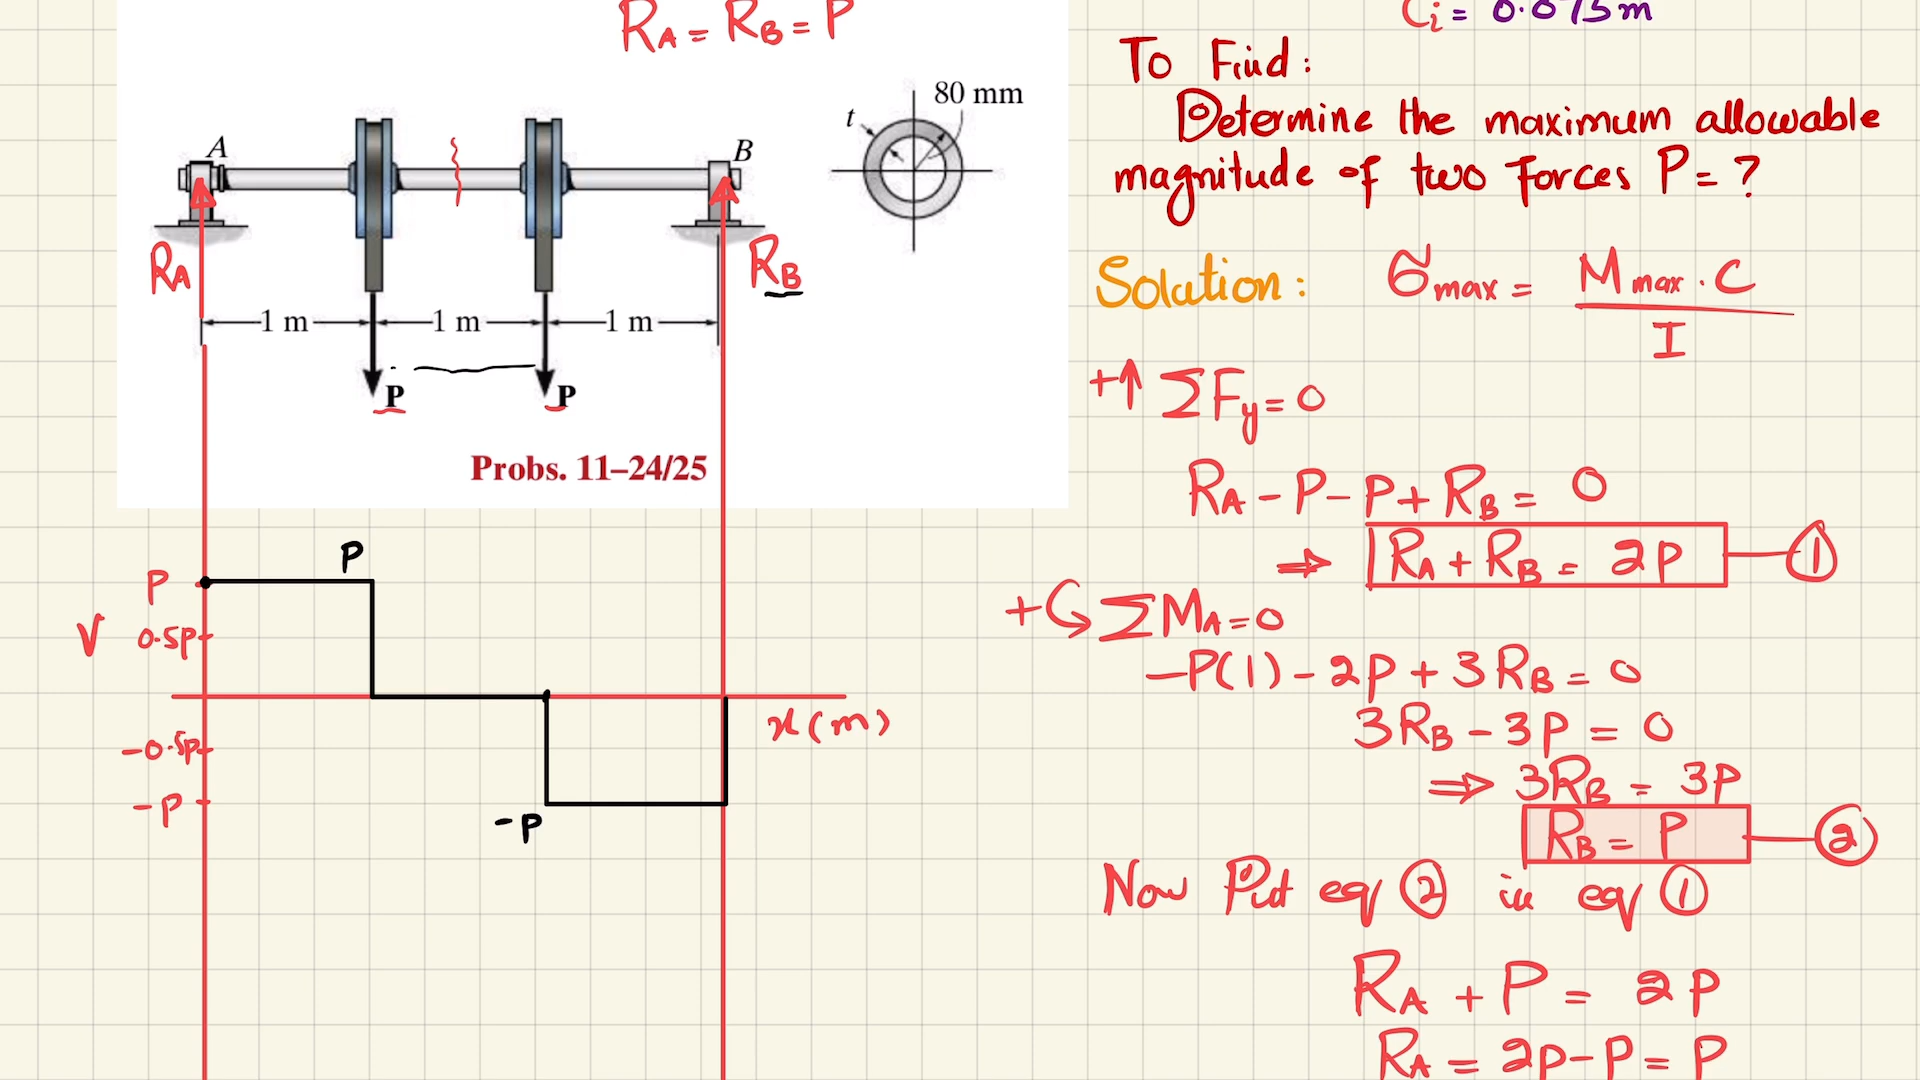 RA = RB = P
Ci = 0.075m
To Find:
Determine the maximum allowable
magnitude of two forces P = ?
A
B
t
80 mm
RA
RB
1 m
1 m
1 m
P
P
Probs. 11–24/25
Solution: σmax = Mmax . C / I
+↑ ΣFy = 0
RA - P - P + RB = 0
⇒ RA + RB = 2P ①
+ ΣMA = 0
-P(1) - 2P + 3RB = 0
3RB - 3P = 0
⇒ 3RB = 3P
RB = P ②
Now Put eq ② in eq ①
RA + P = 2P
RA = 2P - P = P
P
P
V
0.5P
x(m)
-0.5P
-P
-P